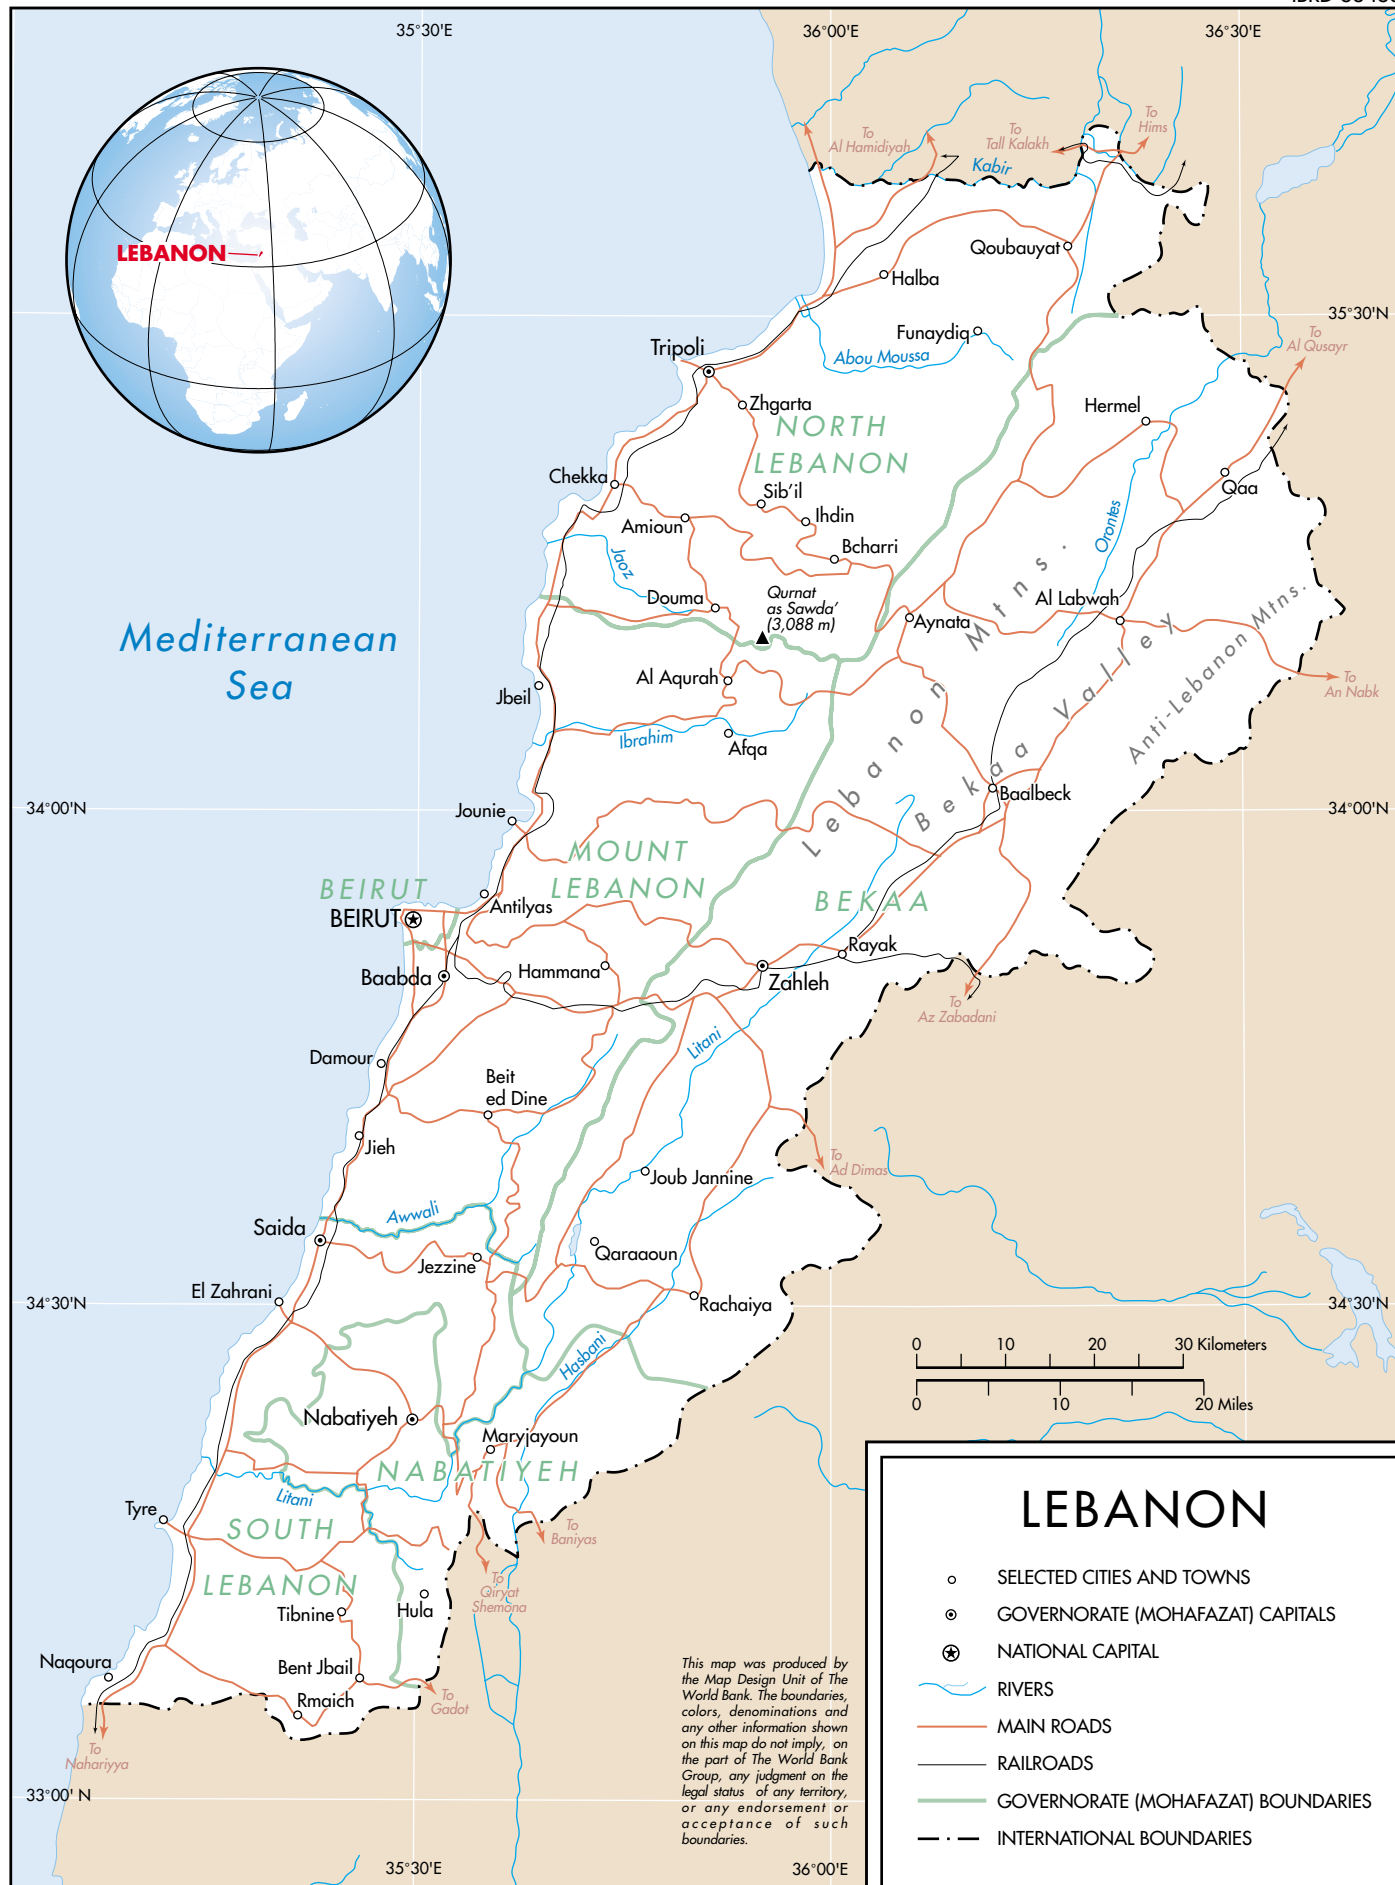 35°30'E
36°00'E
36°30'E
To
Al Hamidiyah
To
Tall Kalakh
To
Hims
Kabir
LEBANON
Qoubauyat
Halba
35°30'N
Funaydiq
To
Al Qusayr
Tripoli
Abou Moussa
Zhgarta
Hermel
NORTH
LEBANON
Chekka
Sib'il
Qaa
Amioun
Ihdin
Orontes
Bcharri
Jaoz
Douma
Qurnat
as Sawda'
(3,088 m)
Al Labwah
Aynata
Mediterranean
Sea
Lebanon Mtns.
Bekaa Valley
Anti-Lebanon Mtns.
Al Aqurah
To
An Nabk
Jbeil
Ibrahim
Afqa
Baalbeck
34°00'N
34°00'N
Jounie
MOUNT
LEBANON
BEIRUT
BEKAA
Antilyas
BEIRUT
Rayak
Baabda
Hammana
Zahleh
To
Az Zabadani
Litani
Damour
Beit
ed Dine
Jieh
To
Ad Dimas
Joub Jannine
Awwali
Saida
Qaraaoun
Jezzine
El Zahrani
Rachaiya
34°30'N
34°30'N
Hasbani
0 10 20 30 Kilometers
0 10 20 Miles
Nabatiyeh
Maryjayoun
NABATIYEH
Litani
Tyre
SOUTH
LEBANON
To
Baniyas
To
Qiryat
Shemona
Tibnine
Hula
Naqoura
Bent Jbail
Rmaich
To
Gadot
To
Nahariyya
33°00' N
35°30'E
36°00'E
This map was produced by
the Map Design Unit of The
World Bank. The boundaries,
colors, denominations and
any other information shown
on this map do not imply, on
the part of The World Bank
Group, any judgment on the
legal status of any territory,
or any endorsement or
acceptance of such
boundaries.
LEBANON
SELECTED CITIES AND TOWNS
GOVERNORATE (MOHAFAZAT) CAPITALS
NATIONAL CAPITAL
RIVERS
MAIN ROADS
RAILROADS
GOVERNORATE (MOHAFAZAT) BOUNDARIES
INTERNATIONAL BOUNDARIES